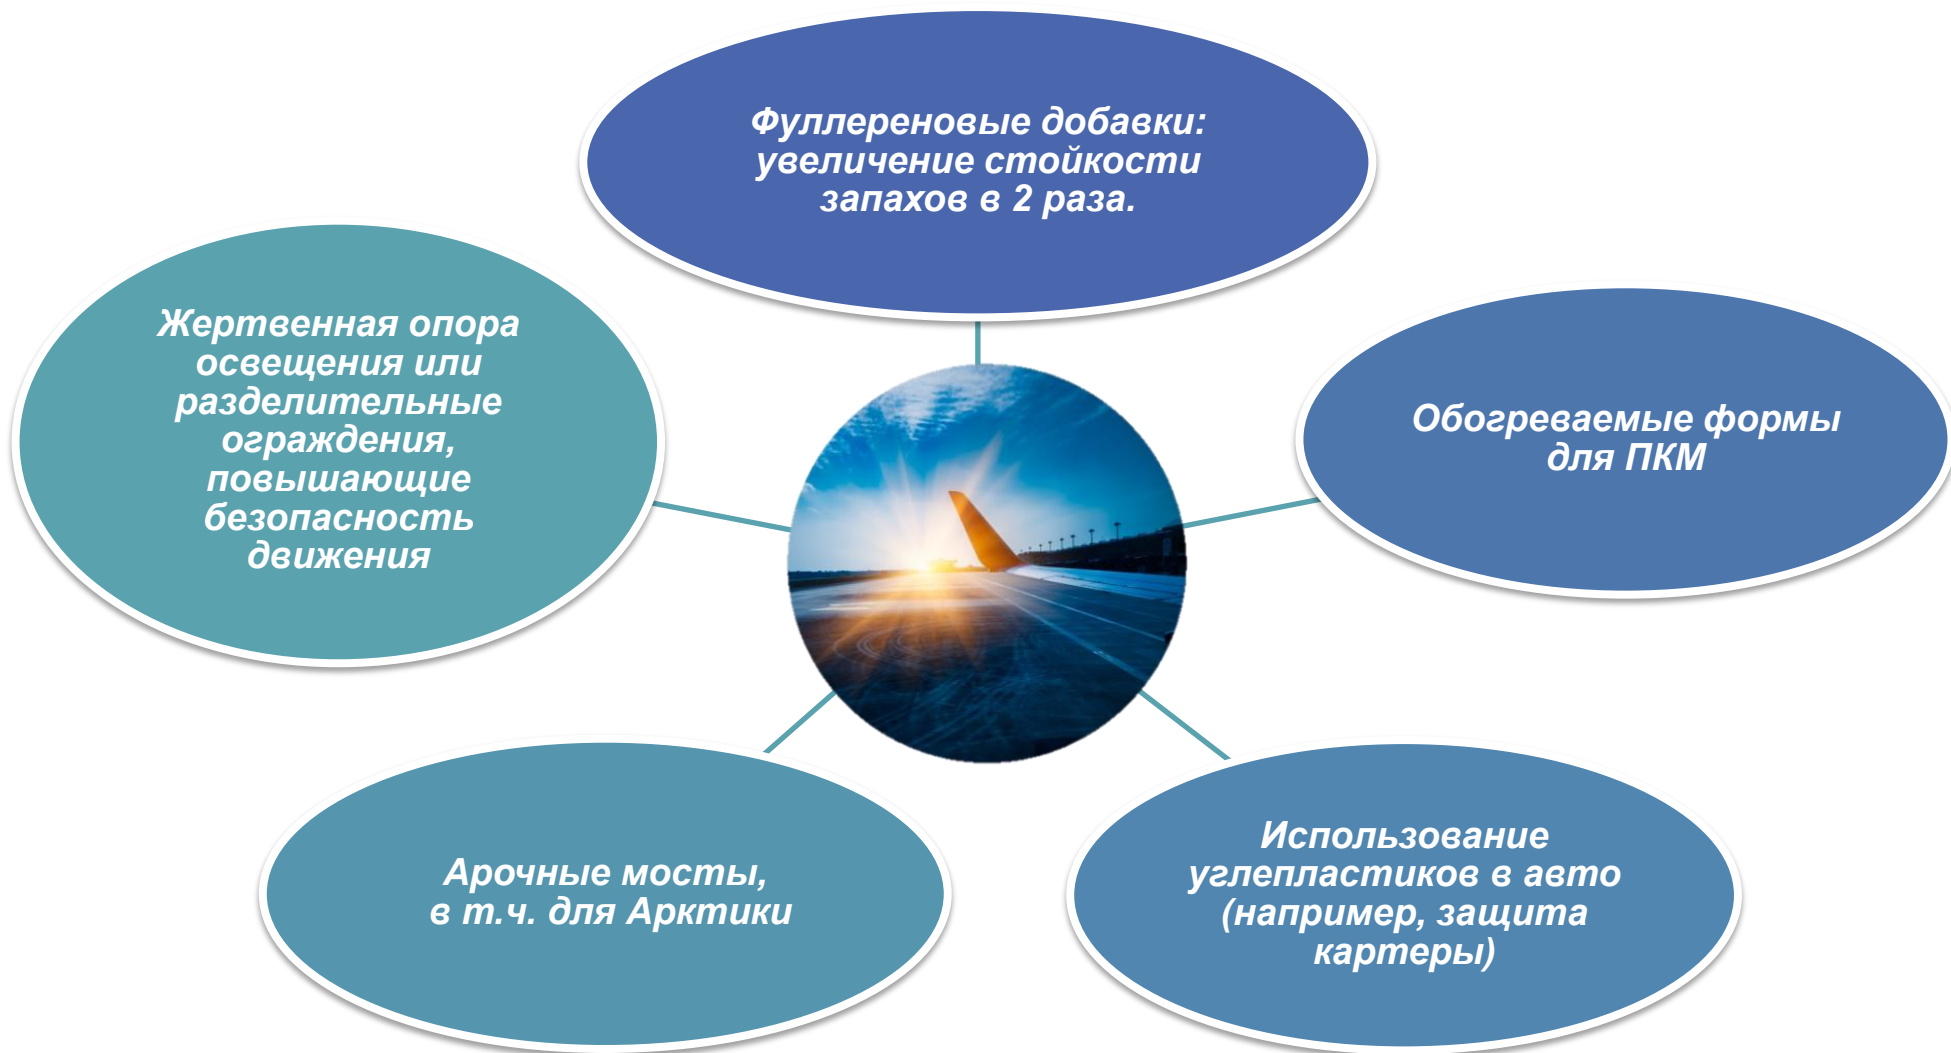 Фуллереновые добавки:
увеличение стойкости
запахов в 2 раза.
Жертвенная опора
освещения или
разделительные
ограждения,
повышающие
безопасность
движения
Обогреваемые формы
для ПКМ
Арочные мосты,
в т.ч. для Арктики
Использование
углепластиков в авто
(например, защита
картеры)